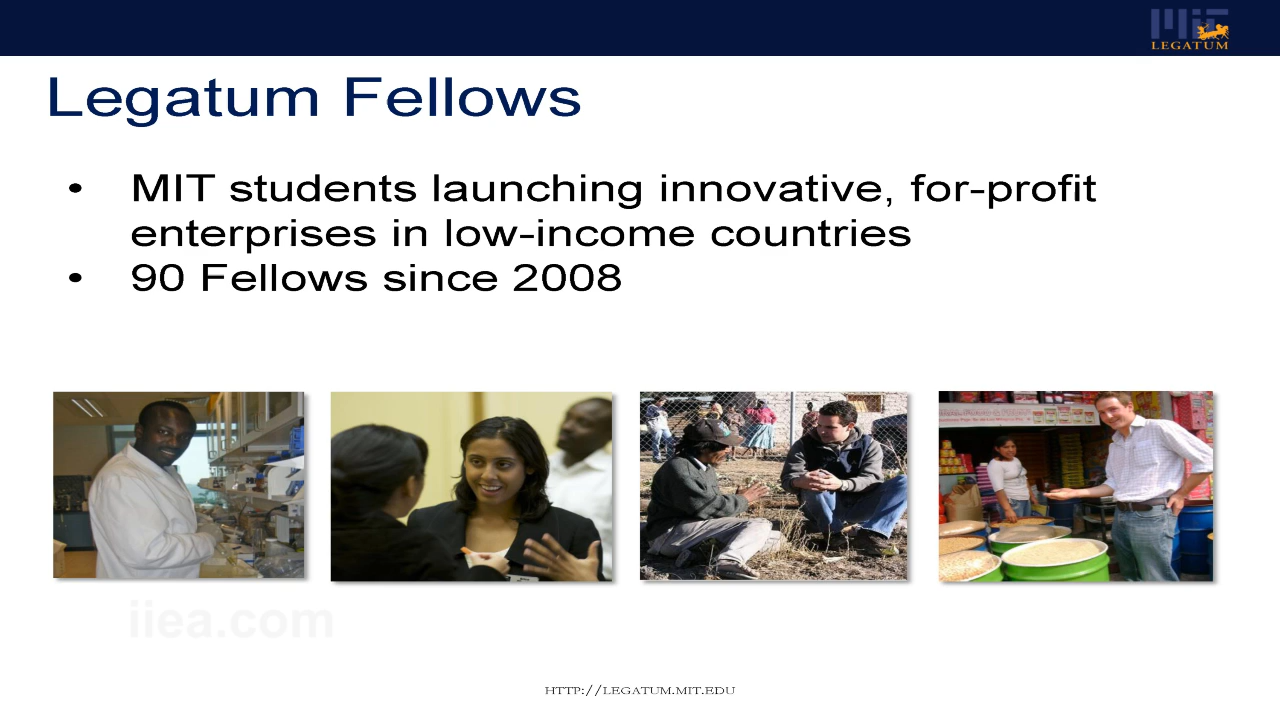 MIT
LEGATUM
Legatum Fellows
• MIT students launching innovative, for-profit
enterprises in low-income countries
• 90 Fellows since 2008
iiea.com
HTTP://LEGATUM.MIT.EDU